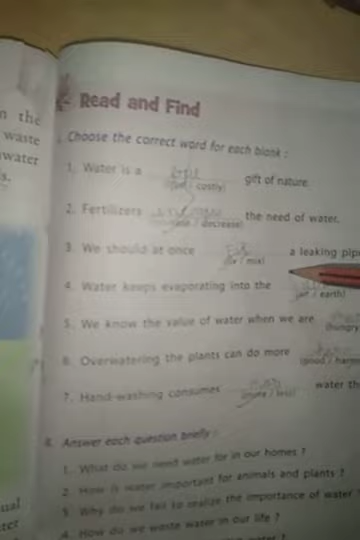 n the
waste
water
s.
Read and Find
Choose the correct word for each blank :
1. Water is a gift of nature.
costly)
2. Fertilizers the need of water.
/ decrease)
3. We should at once fix a leaking pipe
(fix / mix)
4. Water keeps evaporating into the
(air / earth)
5. We know the value of water when we are
(hungry
6. Overwatering the plants can do more
(good / harm
7. Hand-washing consumes water th
(more / less)
Answer each question briefly :
1. What do we need water for in our homes ?
2. How is water important for animals and plants ?
3. Why do we fail to realize the importance of water
4. How do we waste water in our life ?
ual
ter
water ?